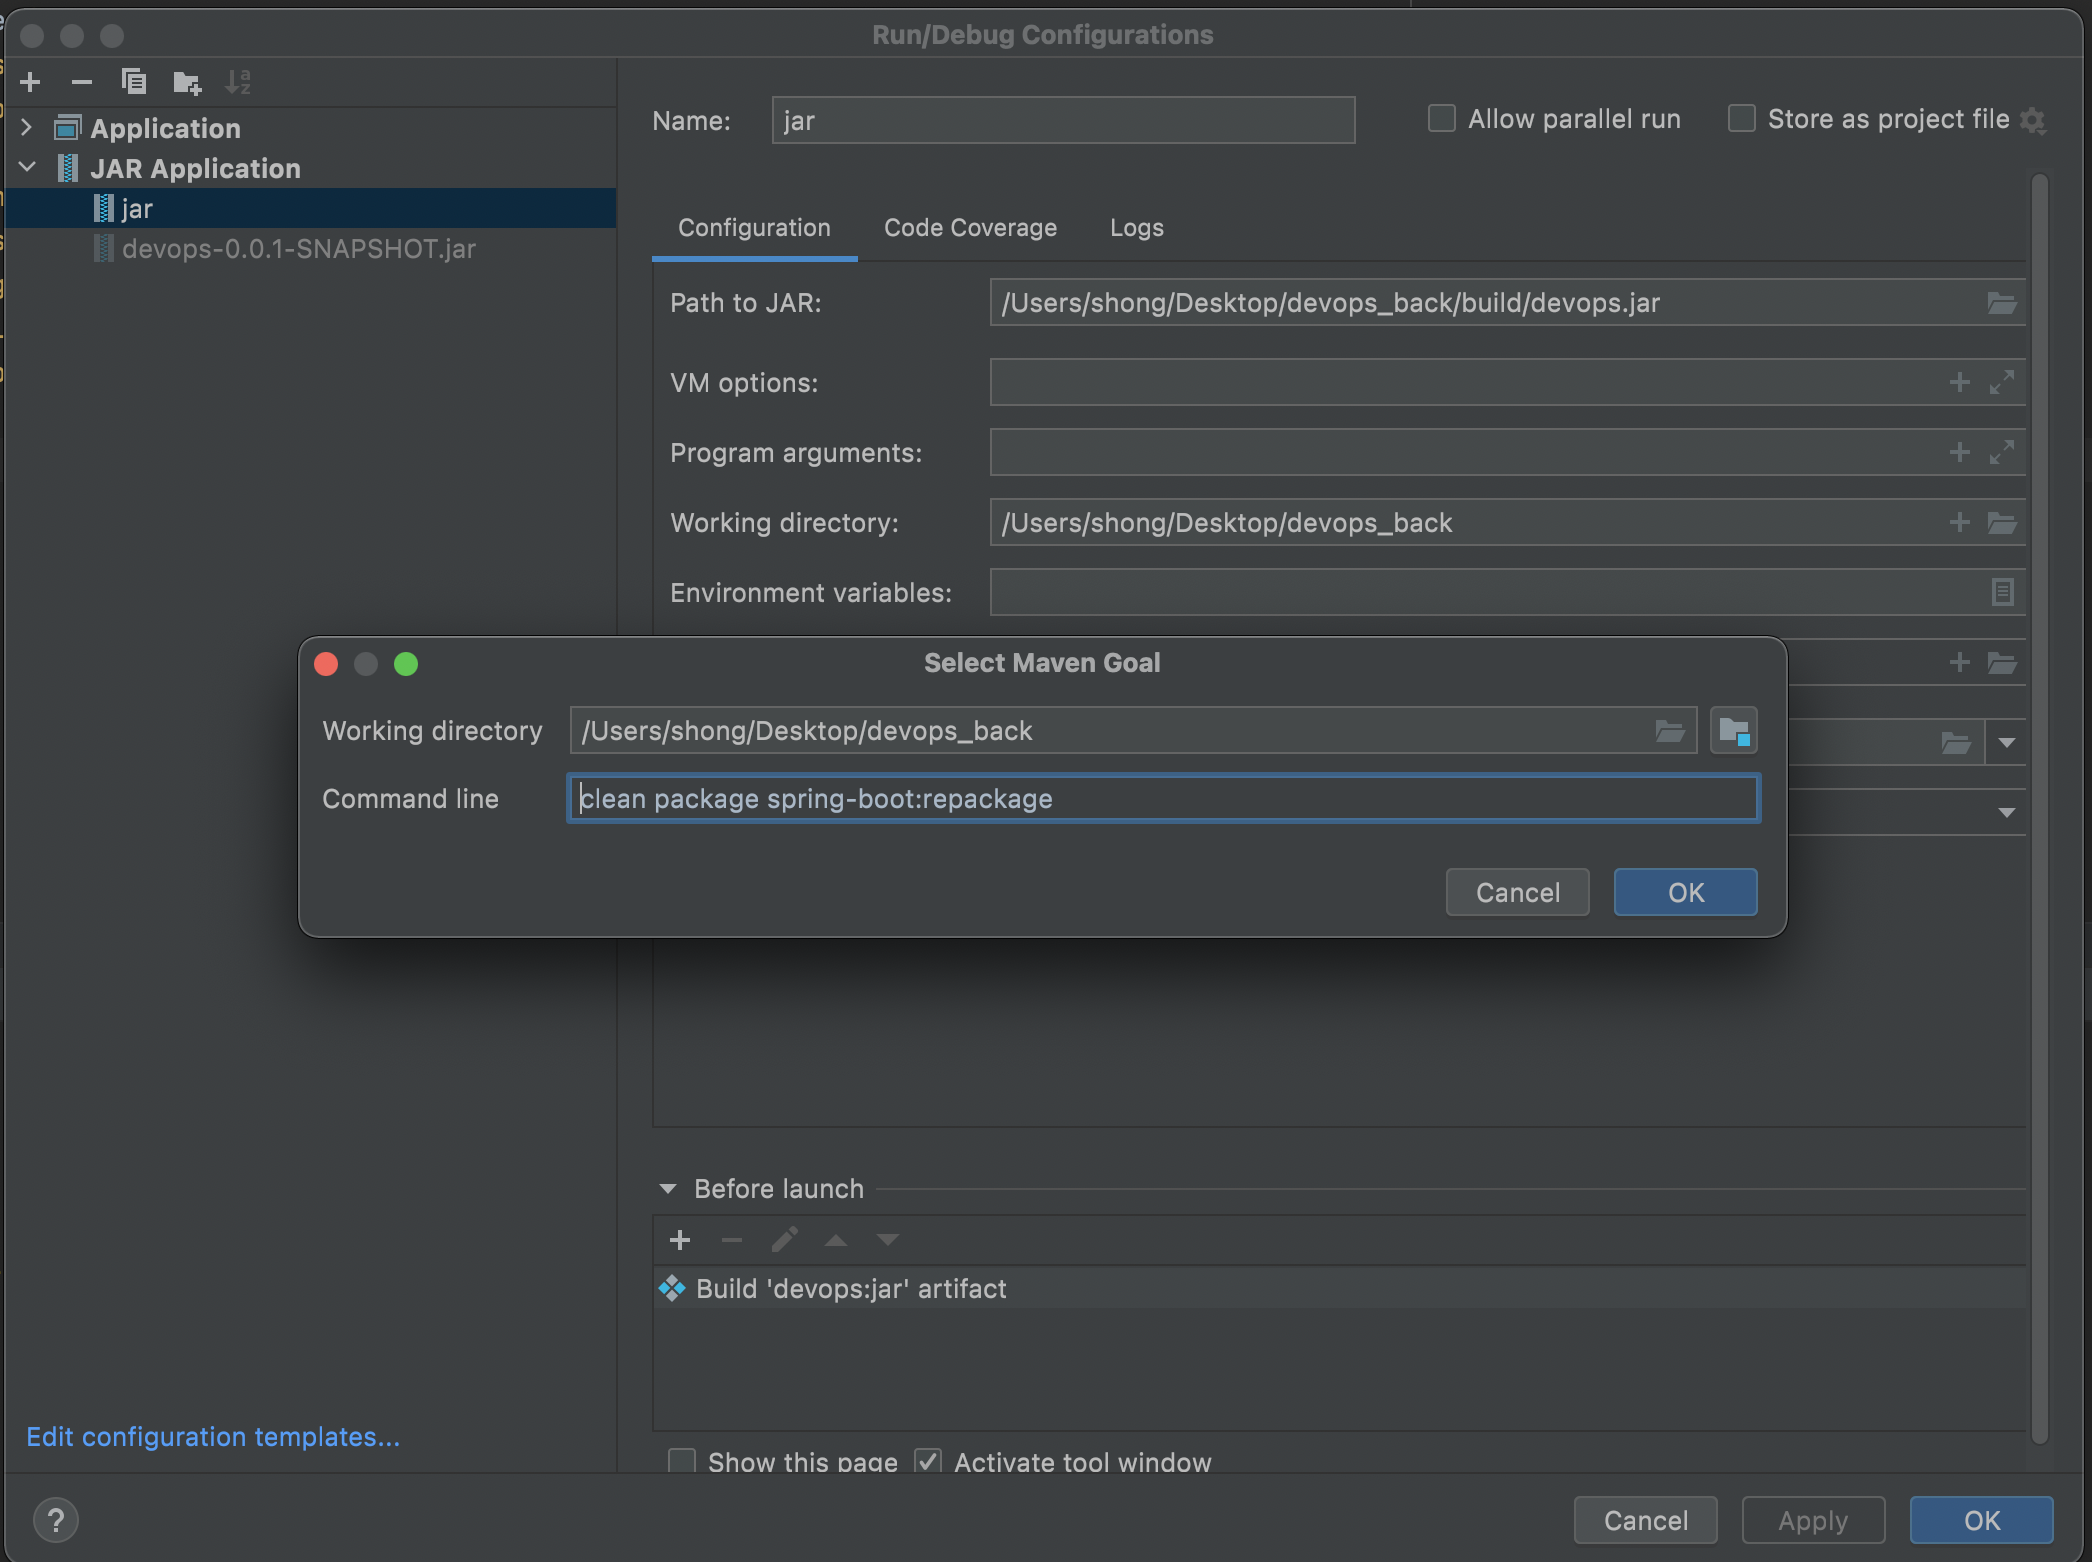 Run/Debug Configurations
Application
JAR Application
jar
devops-0.0.1-SNAPSHOT.jar
Edit configuration templates...
Name: jar
Allow parallel run
Store as project file
Configuration Code Coverage Logs
Path to JAR: /Users/shong/Desktop/devops_back/build/devops.jar
VM options:
Program arguments:
Working directory: /Users/shong/Desktop/devops_back
Environment variables:
Select Maven Goal
Working directory /Users/shong/Desktop/devops_back
Command line clean package spring-boot:repackage
Cancel OK
Before launch
Build 'devops:jar' artifact
Show this page Activate tool window
? Cancel Apply OK